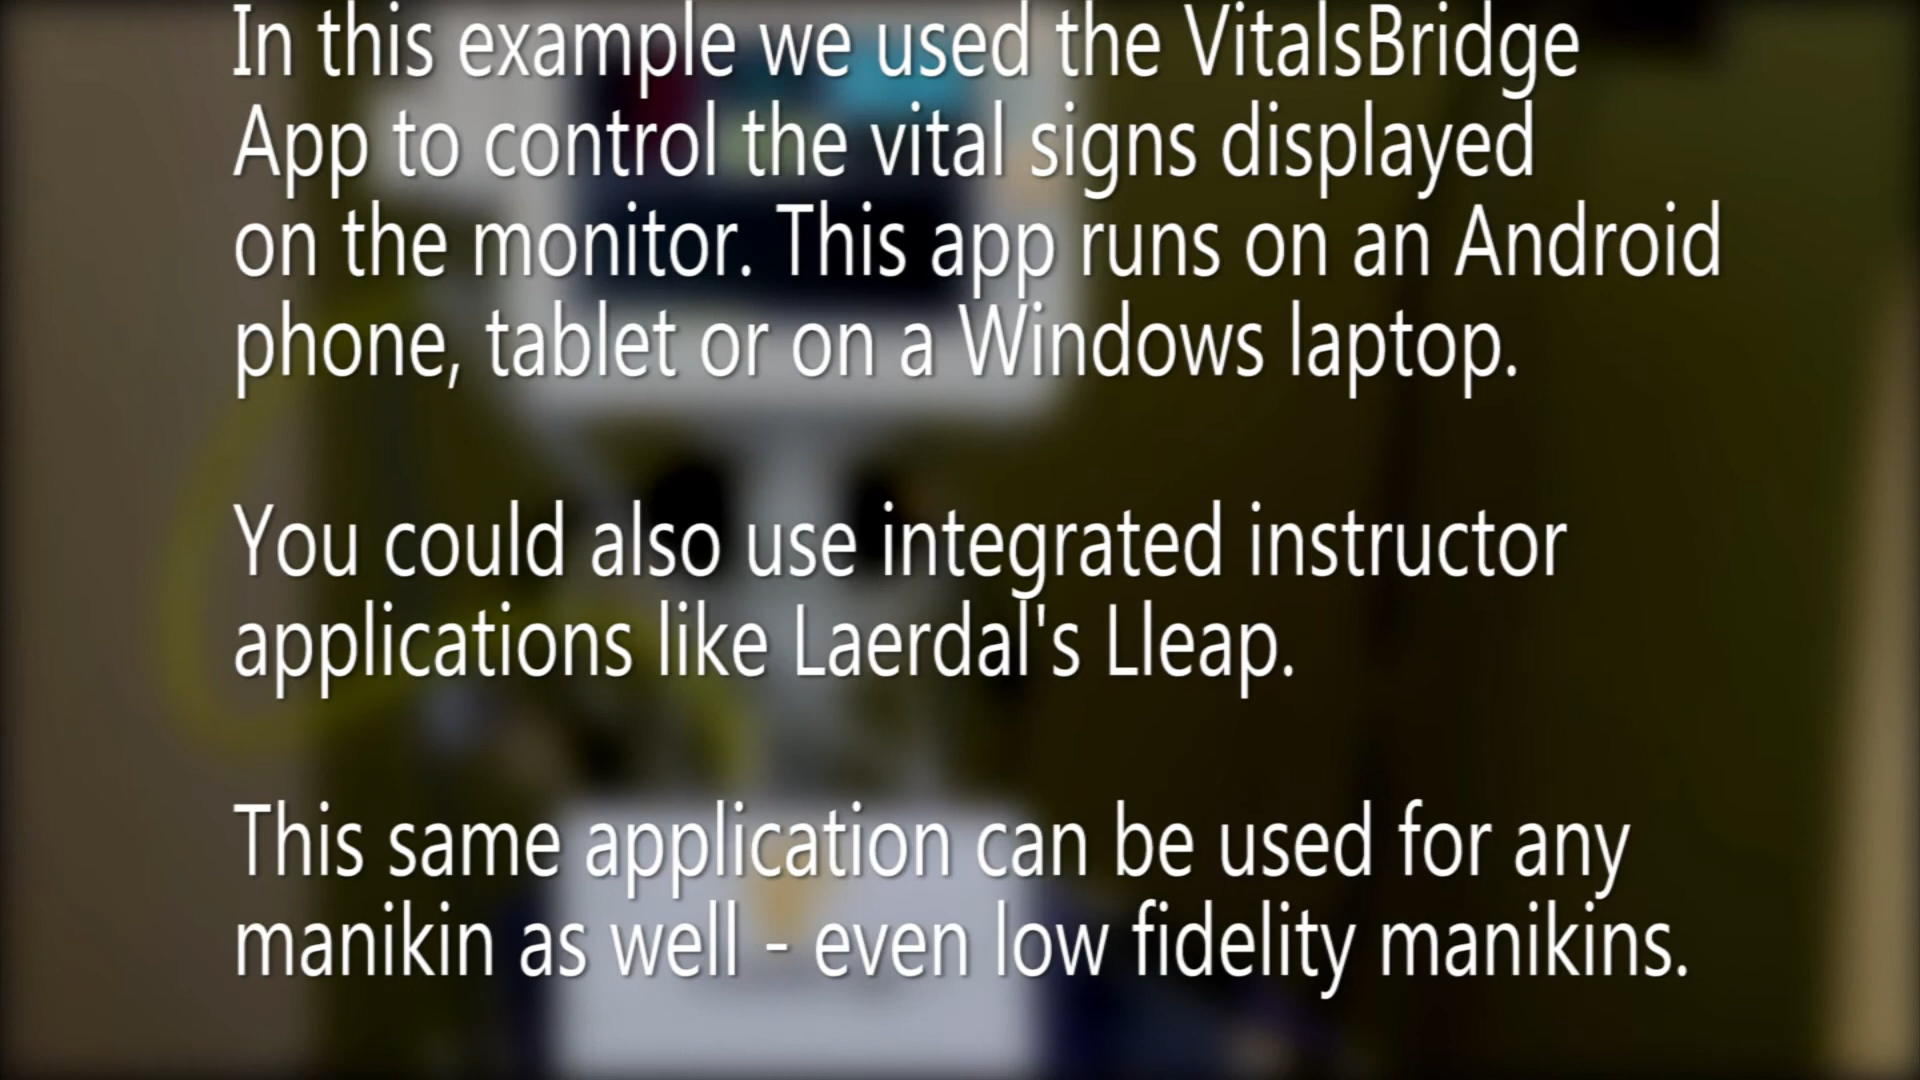 In this example we used the VitalsBridge
App to control the vital signs displayed
on the monitor. This app runs on an Android
phone, tablet or on a Windows laptop.
You could also use integrated instructor
applications like Laerdal's Lleap.
This same application can be used for any
manikin as well - even low fidelity manikins.